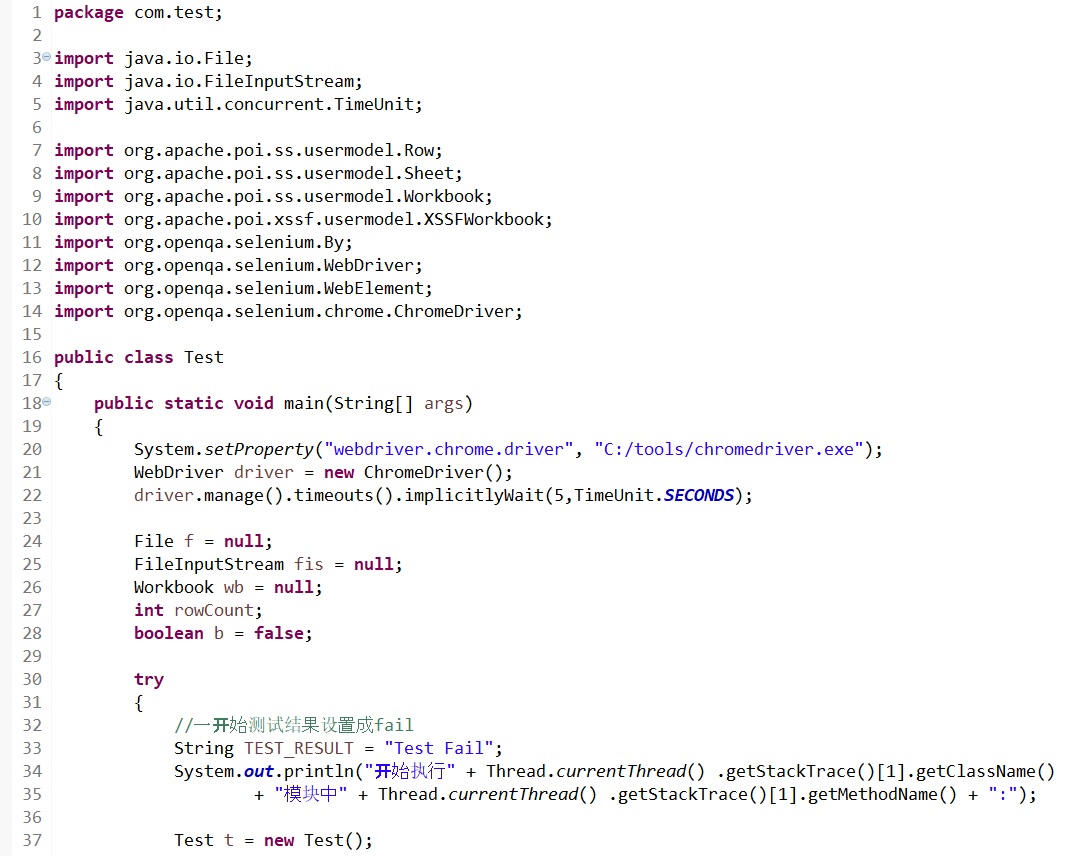 1 package com.test;
2
3 import java.io.File;
4 import java.io.FileInputStream;
5 import java.util.concurrent.TimeUnit;
6
7 import org.apache.poi.ss.usermodel.Row;
8 import org.apache.poi.ss.usermodel.Sheet;
9 import org.apache.poi.ss.usermodel.Workbook;
10 import org.apache.poi.xssf.usermodel.XSSFWorkbook;
11 import org.openqa.selenium.By;
12 import org.openqa.selenium.WebDriver;
13 import org.openqa.selenium.WebElement;
14 import org.openqa.selenium.chrome.ChromeDriver;
15
16 public class Test
17 {
18     public static void main(String[] args)
19     {
20         System.setProperty("webdriver.chrome.driver", "C:/tools/chromedriver.exe");
21         WebDriver driver = new ChromeDriver();
22         driver.manage().timeouts().implicitlyWait(5,TimeUnit.SECONDS);
23
24         File f = null;
25         FileInputStream fis = null;
26         Workbook wb = null;
27         int rowCount;
28         boolean b = false;
29
30         try
31         {
32             //一开始测试结果设置成fail
33             String TEST_RESULT = "Test Fail";
34             System.out.println("开始执行" + Thread.currentThread() .getStackTrace()[1].getClassName()
35                     + "模块中" + Thread.currentThread() .getStackTrace()[1].getMethodName() + ":");
36
37             Test t = new Test();